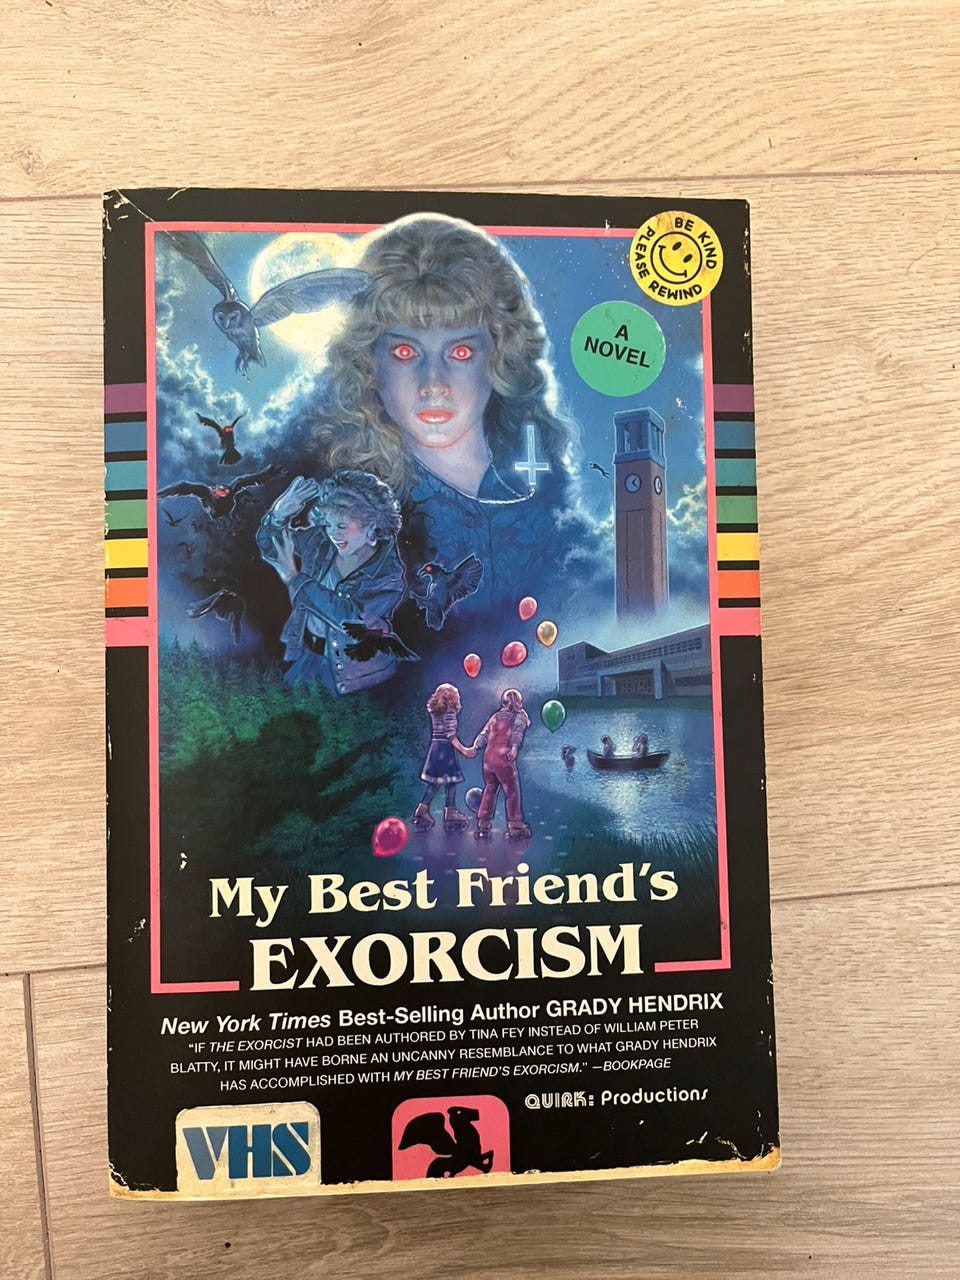 BE KIND
PLEASE REWIND
A
NOVEL
My Best Friend's
EXORCISM
New York Times Best-Selling Author GRADY HENDRIX
“IF THE EXORCIST HAD BEEN AUTHORED BY TINA FEY INSTEAD OF WILLIAM PETER
BLATTY, IT MIGHT HAVE BORNE AN UNCANNY RESEMBLANCE TO WHAT GRADY HENDRIX
HAS ACCOMPLISHED WITH MY BEST FRIEND'S EXORCISM.” —BOOKPAGE
QUIRK: Productions
VHS